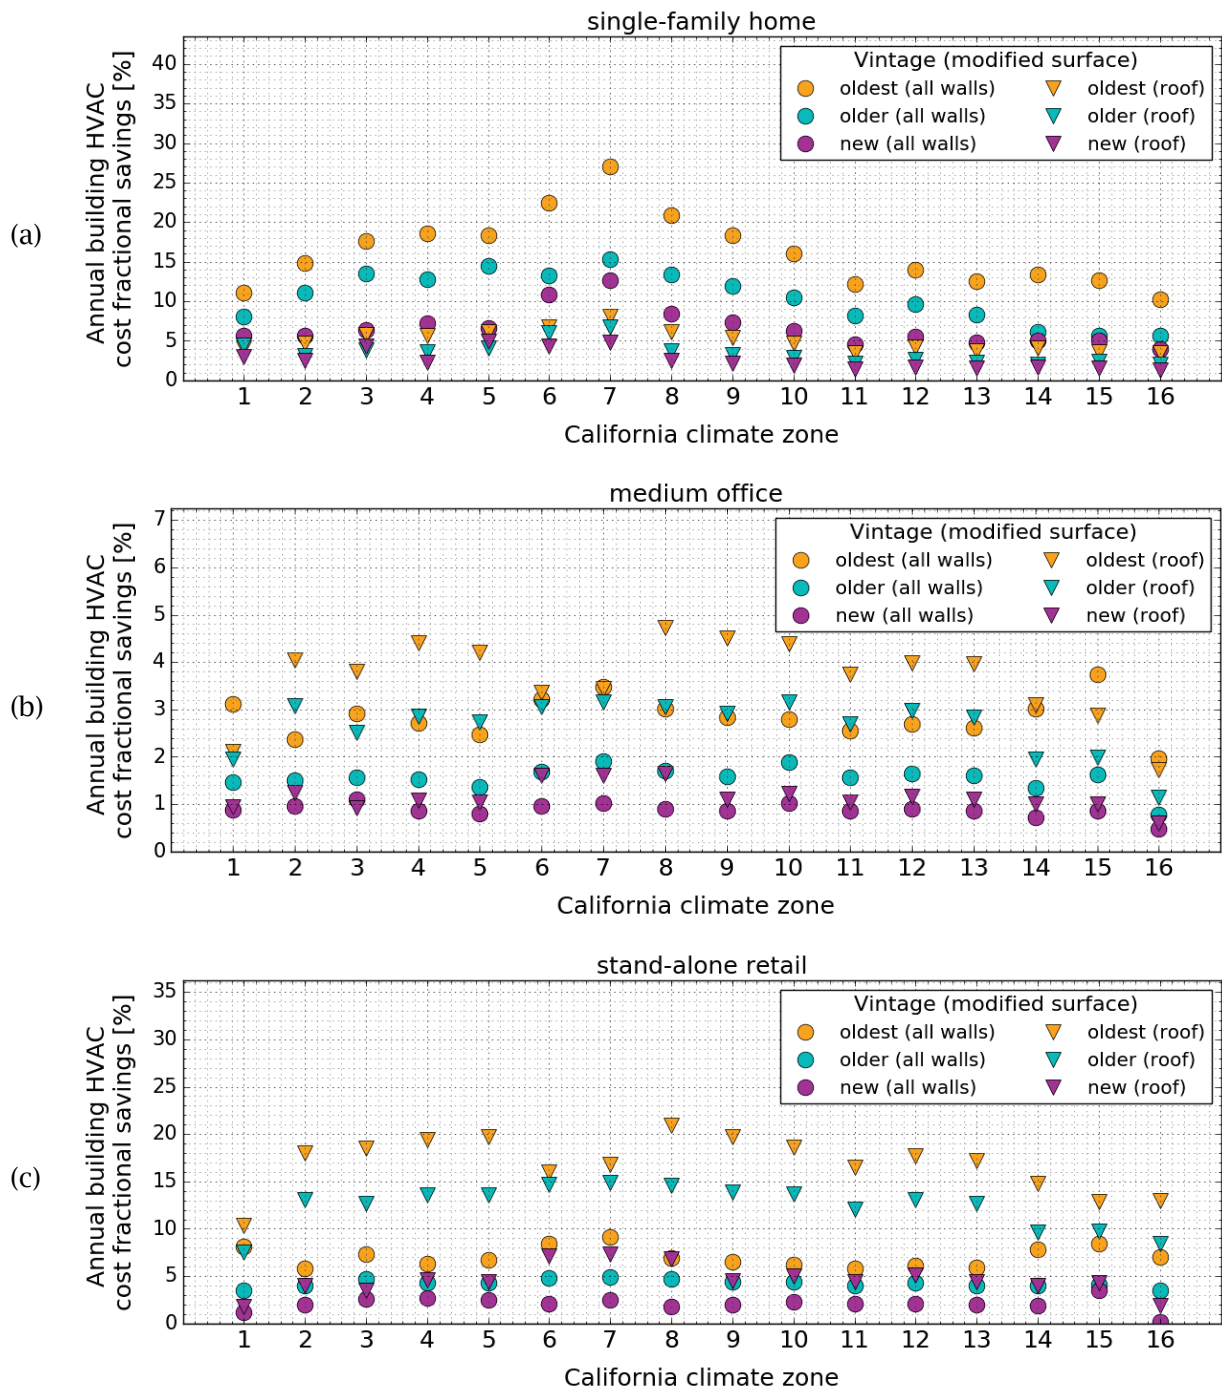 single-family home
(a)
Annual building HVAC
cost fractional savings [%]
40
35
30
25
20
15
10
5
0
Vintage (modified surface)
oldest (all walls) oldest (roof)
older (all walls) older (roof)
new (all walls) new (roof)
1 2 3 4 5 6 7 8 9 10 11 12 13 14 15 16
California climate zone
medium office
(b)
Annual building HVAC
cost fractional savings [%]
7
6
5
4
3
2
1
0
Vintage (modified surface)
oldest (all walls) oldest (roof)
older (all walls) older (roof)
new (all walls) new (roof)
1 2 3 4 5 6 7 8 9 10 11 12 13 14 15 16
California climate zone
stand-alone retail
(c)
Annual building HVAC
cost fractional savings [%]
35
30
25
20
15
10
5
0
Vintage (modified surface)
oldest (all walls) oldest (roof)
older (all walls) older (roof)
new (all walls) new (roof)
1 2 3 4 5 6 7 8 9 10 11 12 13 14 15 16
California climate zone